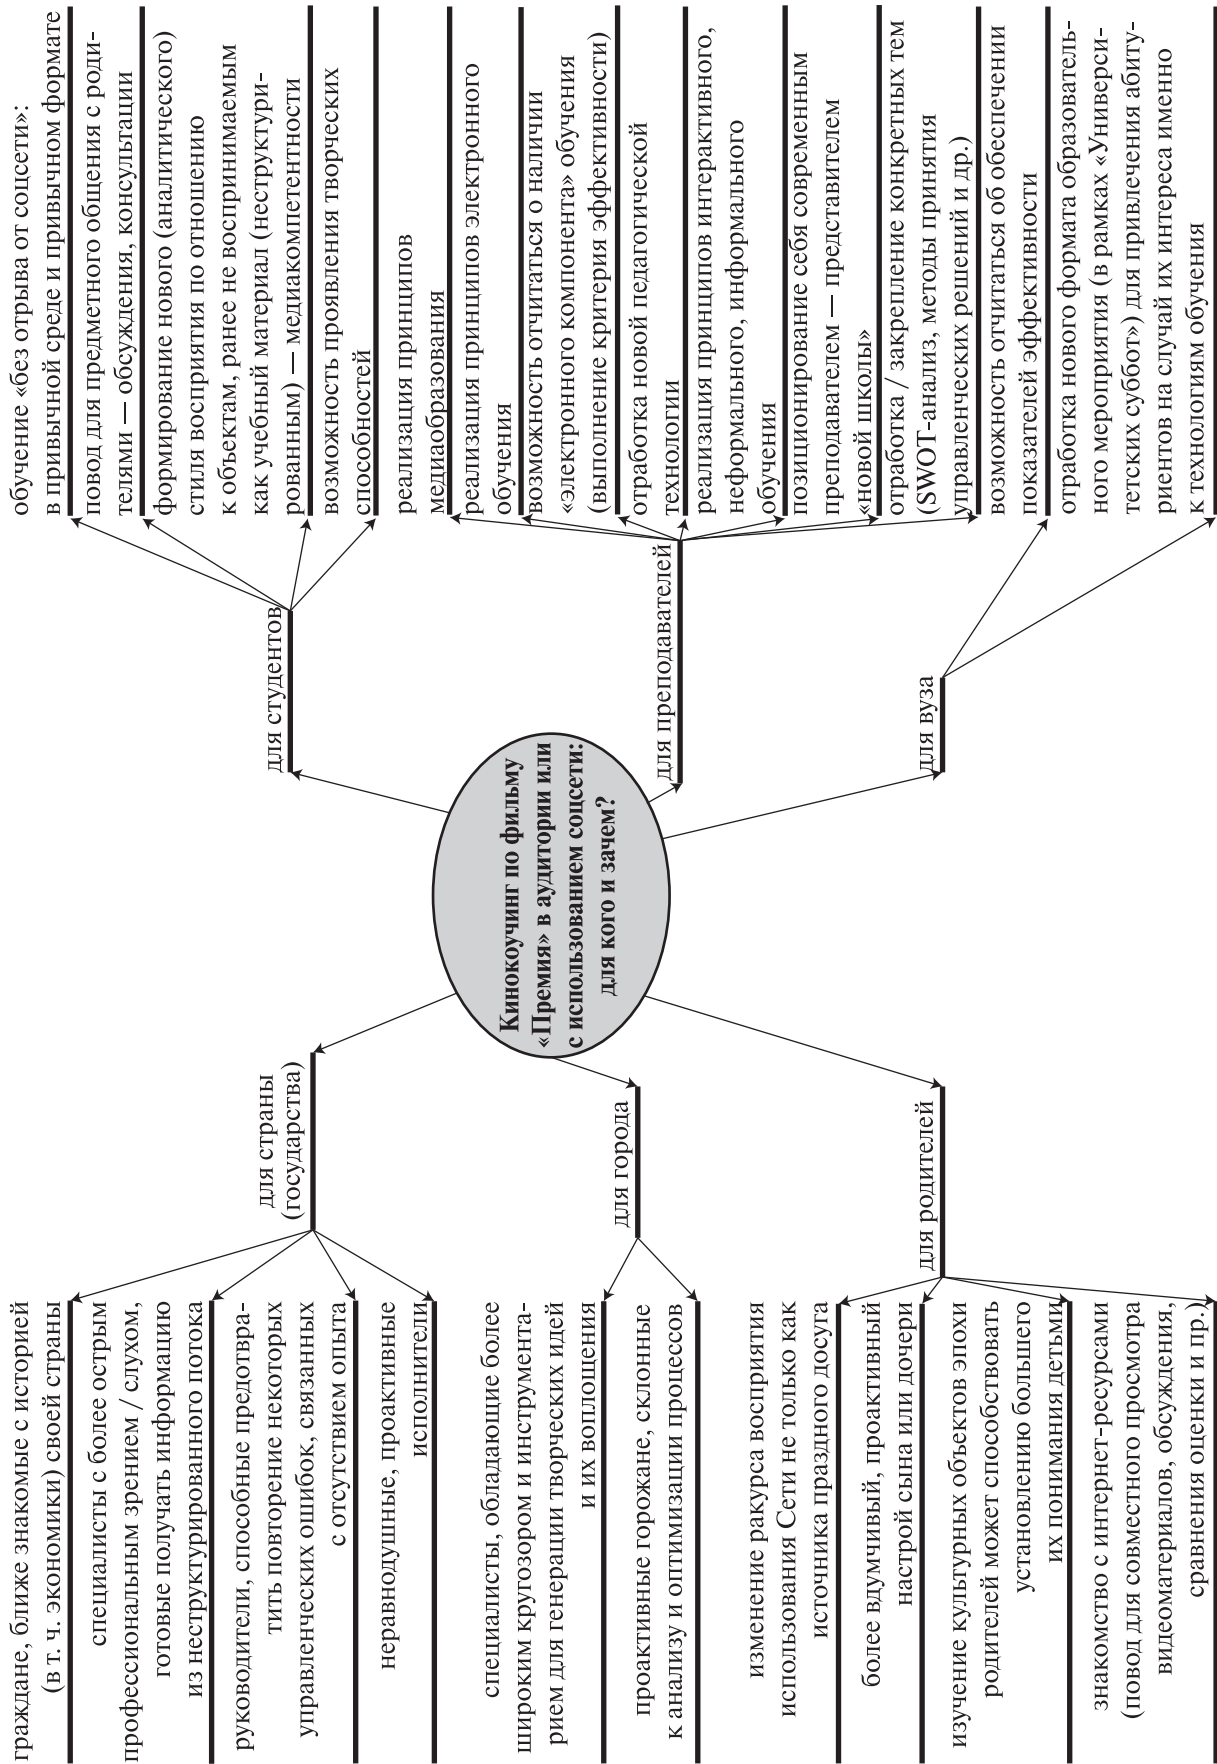 Кинокоучинг по фильму
«Премия» в аудитории или
с использованием соцсети:
для кого и зачем?
для страны
(государства)
граждане, ближе знакомые с историей
(в т. ч. экономики) своей страны
специалисты с более острым
профессиональным зрением / слухом,
готовые получать информацию
из неструктурированного потока
руководители, способные предотвра-
тить повторение некоторых
управленческих ошибок, связанных
с отсутствием опыта
неравнодушные, проактивные
исполнители
для города
специалисты, обладающие более
широким кругозором и инструмента-
рием для генерации творческих идей
и их воплощения
проактивные горожане, склонные
к анализу и оптимизации процессов
для родителей
изменение ракурса восприятия
использования Сети не только как
источника праздного досуга
более вдумчивый, проактивный
настрой сына или дочери
изучение культурных объектов эпохи
родителей может способствовать
установлению большего
их понимания детьми
знакомство с интернет-ресурсами
(повод для совместного просмотра
видеоматериалов, обсуждения,
сравнения оценки и пр.)
для студентов
обучение «без отрыва от соцсети»:
в привычной среде и привычном формате
повод для предметного общения с роди-
телями — обсуждения, консультации
формирование нового (аналитического)
стиля восприятия по отношению
к объектам, ранее не воспринимаемым
как учебный материал (неструктури-
рованным) — медиакомпетентности
возможность проявления творческих
способностей
для преподавателей
реализация принципов
медиаобразования
реализация принципов электронного
обучения
возможность отчитаться о наличии
«электронного компонента» обучения
(выполнение критерия эффективности)
отработка новой педагогической
технологии
реализация принципов интерактивного,
неформального, информального
обучения
позиционирование себя современным
преподавателем — представителем
«новой школы»
отработка / закрепление конкретных тем
(SWOT-анализ, методы принятия
управленческих решений и др.)
для вуза
возможность отчитаться об обеспечении
показателей эффективности
отработка нового формата образователь-
ного мероприятия (в рамках «Универси-
тетских суббот») для привлечения абиту-
риентов на случай их интереса именно
к технологиям обучения